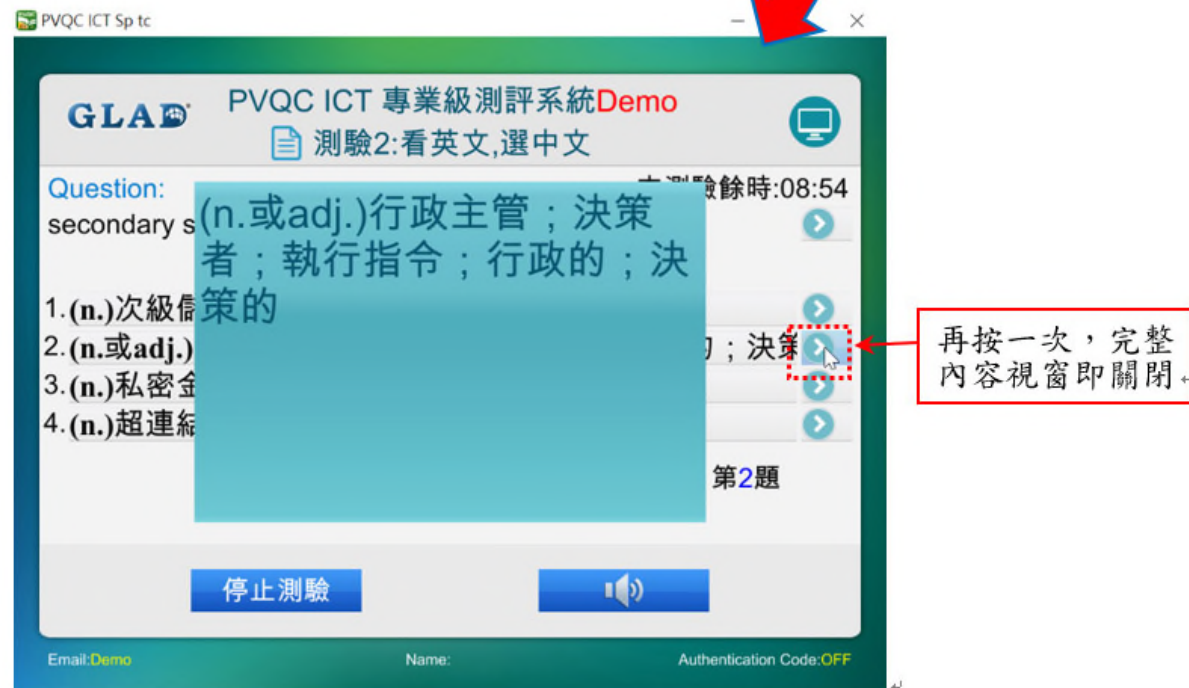 PVQC ICT Sp tc
GLAD
PVQC ICT 專業級測評系統Demo
測驗2:看英文,選中文
Question:
測驗餘時:08:54
secondary s
(n.或adj.)行政主管；決策
者；執行指令；行政的；決
策的
1.(n.)次級儲
2.(n.或adj.)
的；決策
3.(n.)私密金
4.(n.)超連結
第2題
再按一次，完整
內容視窗即關閉
停止測驗
Email:Demo
Name:
Authentication Code:OFF